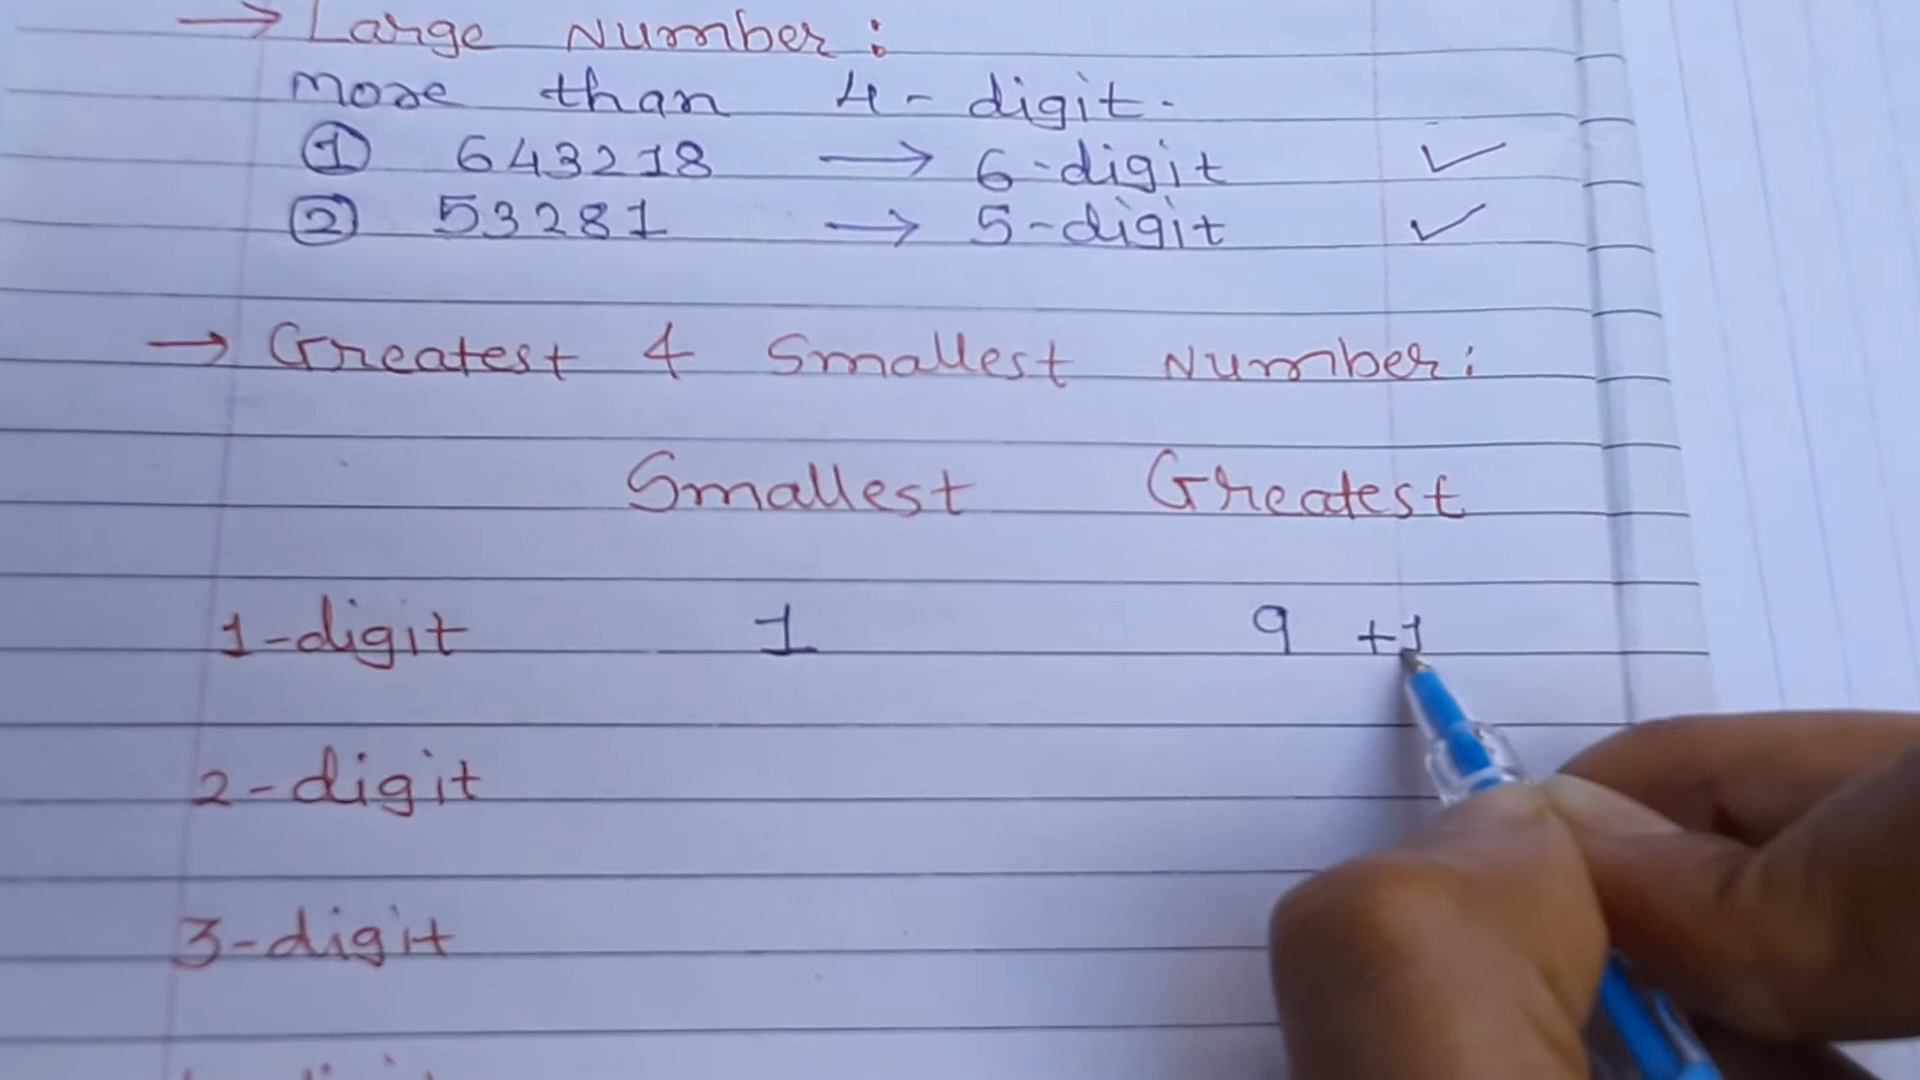 → Large Number:
More than 4-digit.
① 643218 → 6-digit ✓
② 53281 → 5-digit ✓
→ Greatest & Smallest Number:
Smallest Greatest
1-digit 1 9 +1
2-digit
3-digit